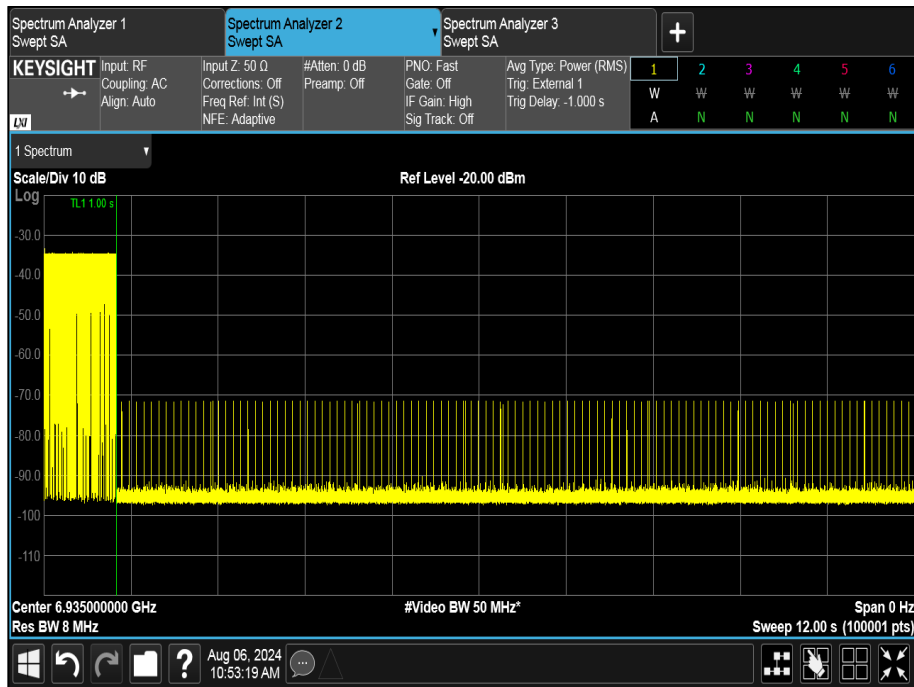 Spectrum Analyzer 1
Swept SA
Spectrum Analyzer 2
Swept SA
Spectrum Analyzer 3
Swept SA
+
KEYSIGHT
LXI
Input: RF
Coupling: AC
Align: Auto
Input Z: 50 Ω
Corrections: Off
Freq Ref: Int (S)
NFE: Adaptive
#Atten: 0 dB
Preamp: Off
PNO: Fast
Gate: Off
IF Gain: High
Sig Track: Off
Avg Type: Power (RMS)
Trig: External 1
Trig Delay: -1.000 s
1 2 3 4 5 6
W W W W W W
A N N N N N
1 Spectrum
Scale/Div 10 dB
Ref Level -20.00 dBm
Log
TL1 1.00 s
-30.0
-40.0
-50.0
-60.0
-70.0
-80.0
-90.0
-100
-110
Center 6.935000000 GHz
#Video BW 50 MHz*
Span 0 Hz
Res BW 8 MHz
Sweep 12.00 s (100001 pts)
?
Aug 06, 2024
10:53:19 AM